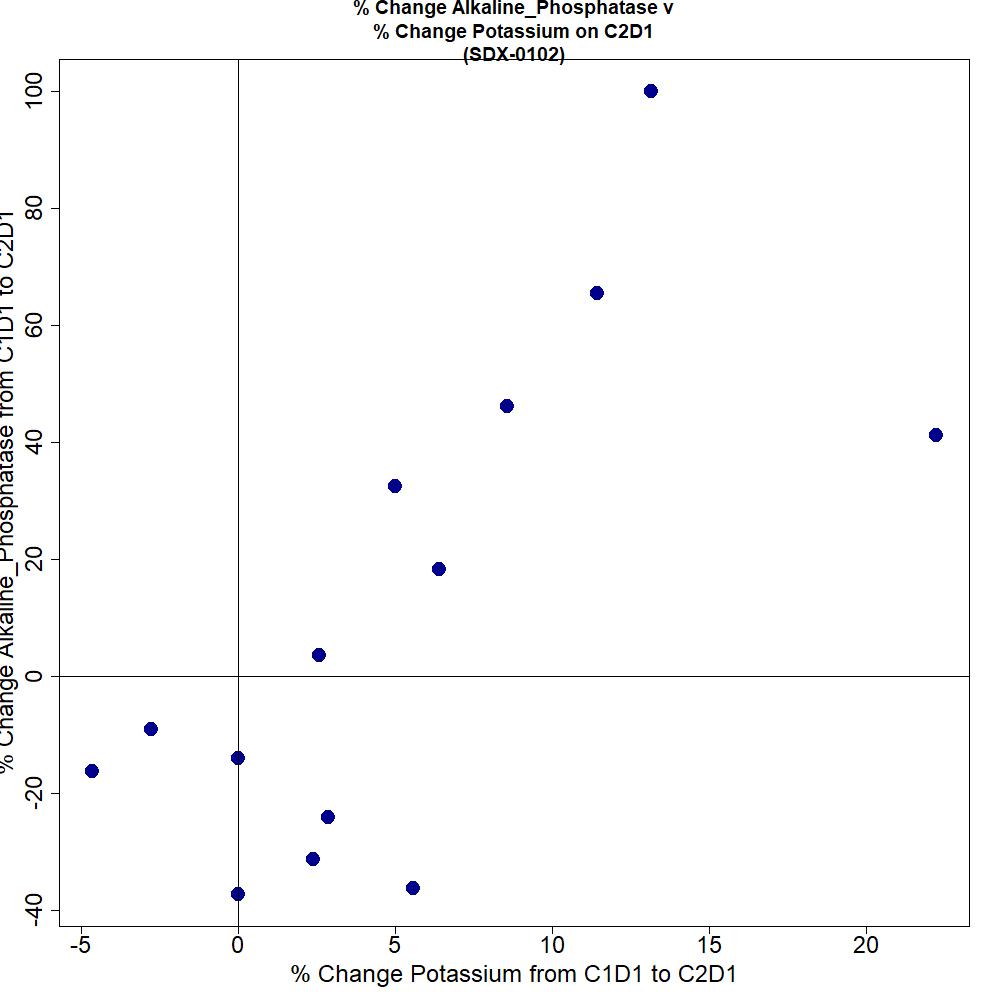 % Change Alkaline_Phosphatase v
% Change Potassium on C2D1
(SDX-0102)
% Change Alkaline_Phosphatase from C1D1 to C2D1
100
80
60
40
20
0
-20
-40
-5
0
5
10
15
20
% Change Potassium from C1D1 to C2D1